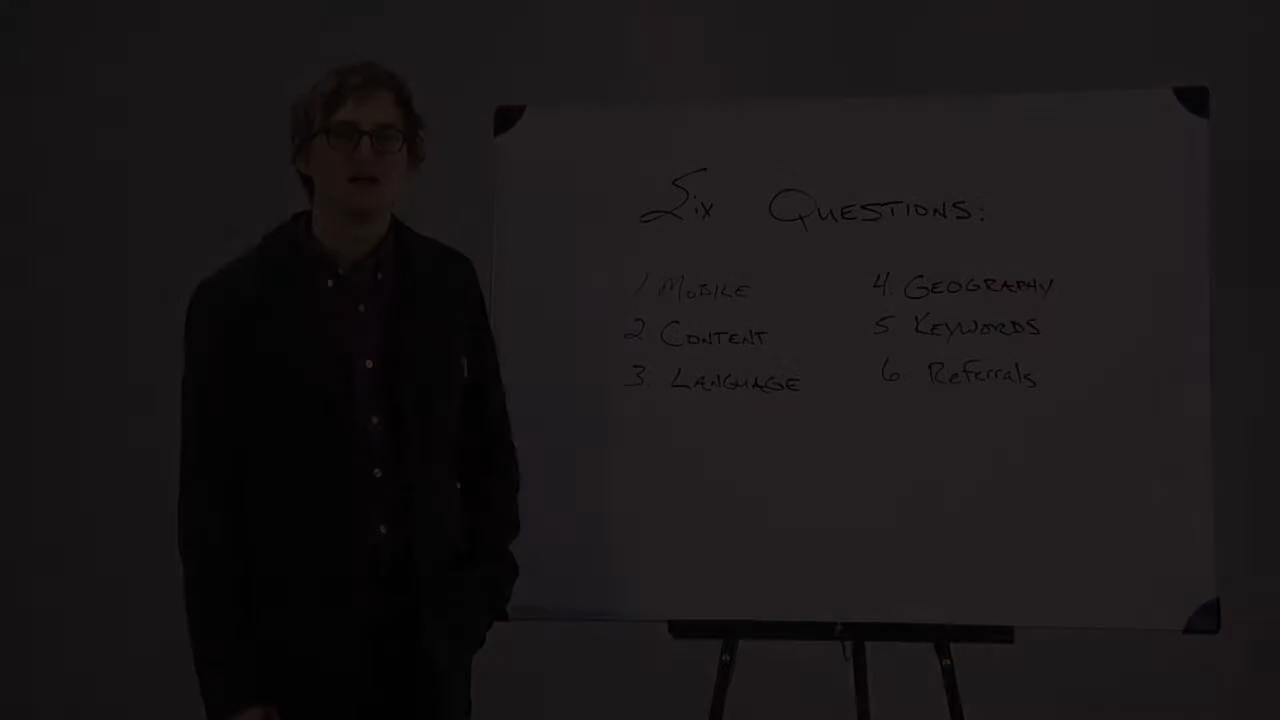 Six Questions:
1 Mobile
2 Content
3. Language
4. Geography
5 Keywords
6. Referrals